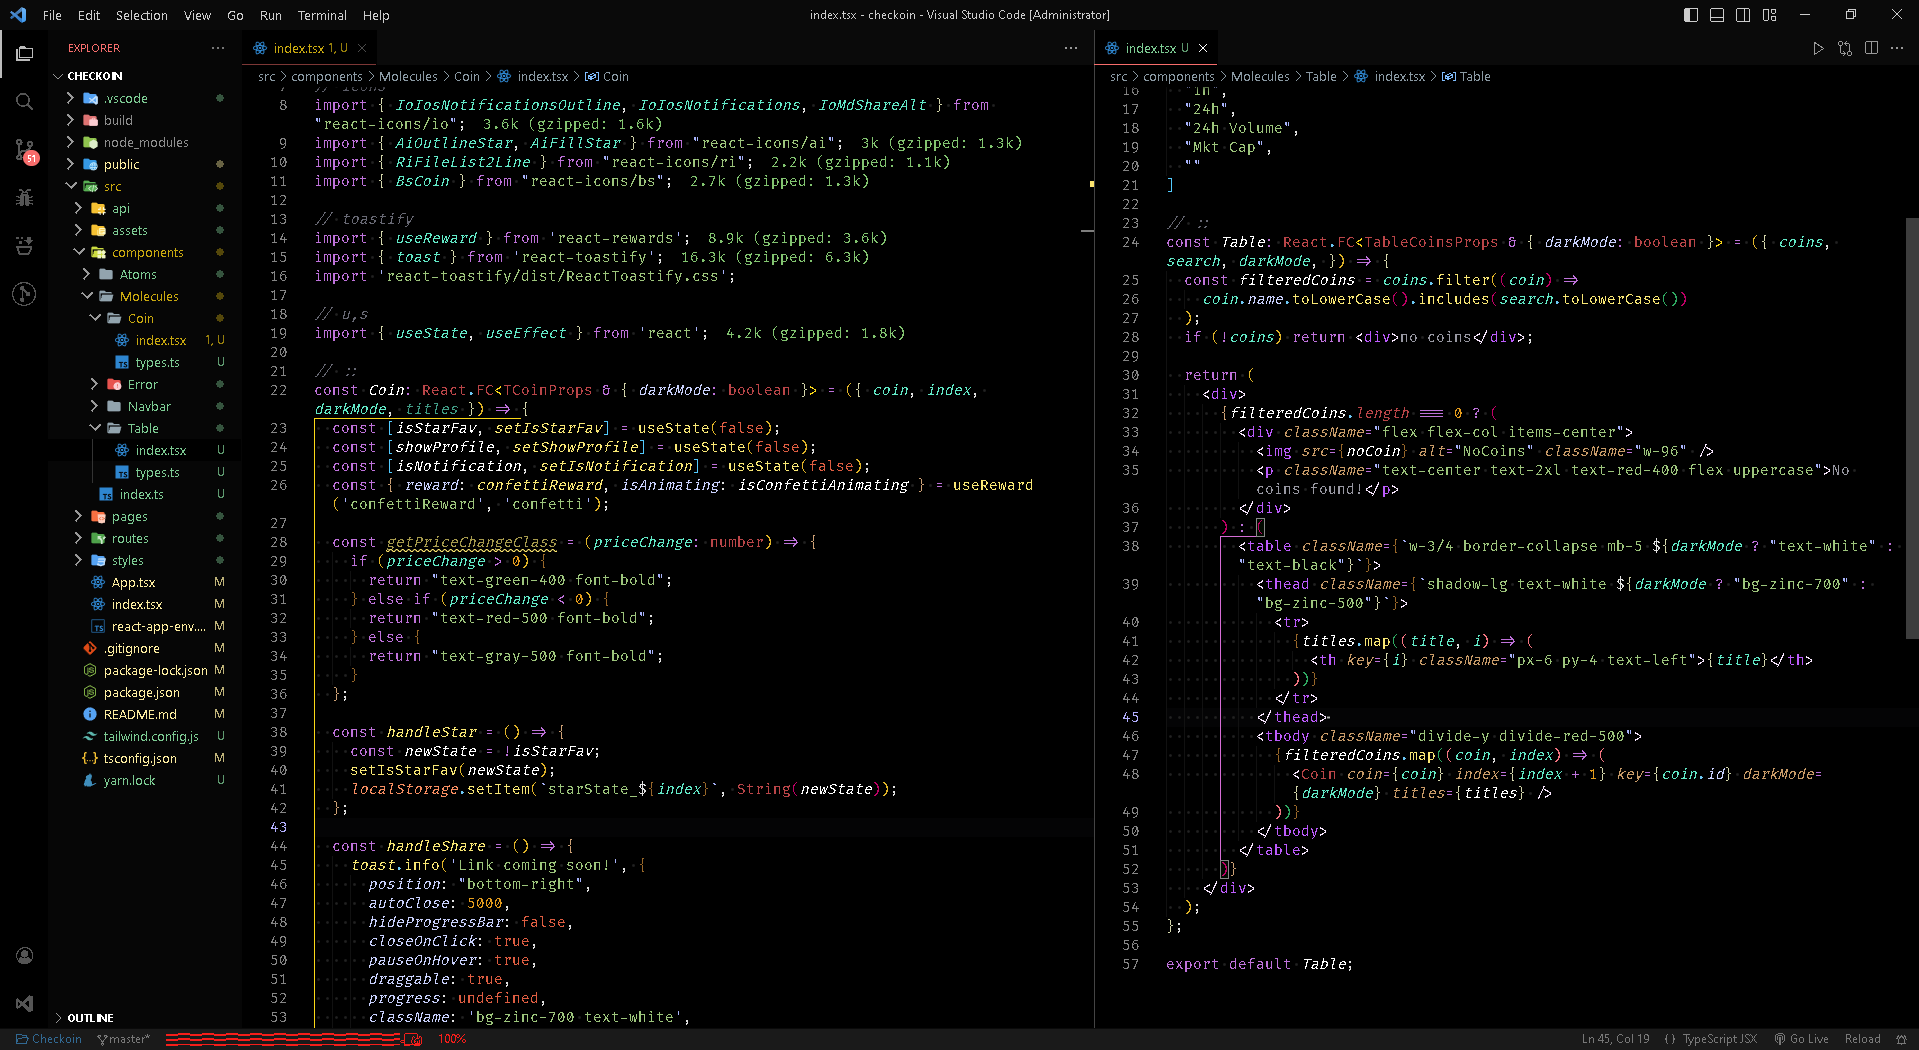 File Edit Selection View Go Run Terminal Help
index.tsx - checkoin - Visual Studio Code [Administrator]
EXPLORER
CHECKOIN
.vscode
build
node_modules
public
src
api
assets
components
Atoms
Molecules
Coin
index.tsx 1, U
types.ts U
Error
Navbar
Table
index.tsx U
types.ts U
index.ts U
pages
routes
styles
App.tsx M
index.tsx M
react-app-env.... M
.gitignore M
package-lock.json M
package.json M
README.md M
tailwind.config.js U
tsconfig.json M
yarn.lock U
OUTLINE
51
index.tsx 1, U
src > components > Molecules > Coin > index.tsx > Coin
7 // icons
8 import { IoIosNotificationsOutline, IoIosNotifications, IoMdShareAlt } from
"react-icons/io"; 3.6k (gzipped: 1.6k)
9 import { AiOutlineStar, AiFillStar } from "react-icons/ai"; 3k (gzipped: 1.3k)
10 import { RiFileList2Line } from "react-icons/ri"; 2.2k (gzipped: 1.1k)
11 import { BsCoin } from "react-icons/bs"; 2.7k (gzipped: 1.3k)
12
13 // toastify
14 import { useReward } from 'react-rewards'; 8.9k (gzipped: 3.6k)
15 import { toast } from 'react-toastify'; 16.3k (gzipped: 6.3k)
16 import 'react-toastify/dist/ReactToastify.css';
17
18 // u,s
19 import { useState, useEffect } from 'react'; 4.2k (gzipped: 1.8k)
20
21 // ::
22 const Coin: React.FC<TCoinProps & { darkMode: boolean }> = ({ coin, index,
darkMode, titles }) => {
23 const [isStarFav, setIsStarFav] = useState(false);
24 const [showProfile, setShowProfile] = useState(false);
25 const [isNotification, setIsNotification] = useState(false);
26 const { reward: confettiReward, isAnimating: isConfettiAnimating } = useReward
('confettiReward', 'confetti');
27
28 const getPriceChangeClass = (priceChange: number) => {
29 if (priceChange > 0) {
30 return "text-green-400 font-bold";
31 } else if (priceChange < 0) {
32 return "text-red-500 font-bold";
33 } else {
34 return "text-gray-500 font-bold";
35 }
36 };
37
38 const handleStar = () => {
39 const newState = !isStarFav;
40 setIsStarFav(newState);
41 localStorage.setItem(`starState_${index}`, String(newState));
42 };
43
44 const handleShare = () => {
45 toast.info('Link coming soon!', {
46 position: "bottom-right",
47 autoClose: 5000,
48 hideProgressBar: false,
49 closeOnClick: true,
50 pauseOnHover: true,
51 draggable: true,
52 progress: undefined,
53 className: 'bg-zinc-700 text-white',
index.tsx U
src > components > Molecules > Table > index.tsx > Table
16 "1h",
17 "24h",
18 "24h Volume",
19 "Mkt Cap",
20 ""
21 ]
22
23 // ::
24 const Table: React.FC<TableCoinsProps & { darkMode: boolean }> = ({ coins,
search, darkMode, }) => {
25 const filteredCoins = coins.filter((coin) =>
26 coin.name.toLowerCase().includes(search.toLowerCase())
27 );
28 if (!coins) return <div>no coins</div>;
29
30 return (
31 <div>
32 {filteredCoins.length === 0 ? (
33 <div className="flex flex-col items-center">
34 <img src={noCoin} alt="NoCoins" className="w-96" />
35 <p className="text-center text-2xl text-red-400 flex uppercase">No
coins found!</p>
36 </div>
37 ) : (
38 <table className={`w-3/4 border-collapse mb-5 ${darkMode ? "text-white" :
"text-black"}`}>
39 <thead className={`shadow-lg text-white ${darkMode ? "bg-zinc-700" :
"bg-zinc-500"}`}>
40 <tr>
41 {titles.map((title, i) => (
42 <th key={i} className="px-6 py-4 text-left">{title}</th>
43 ))}
44 </tr>
45 </thead>
46 <tbody className="divide-y divide-red-500">
47 {filteredCoins.map((coin, index) => (
48 <Coin coin={coin} index={index + 1} key={coin.id} darkMode=
{darkMode} titles={titles} />
49 ))}
50 </tbody>
51 </table>
52 )}
53 </div>
54 );
55 };
56
57 export default Table;
Checkoin master* 100%
Ln 45, Col 19 {} TypeScript JSX Go Live Reload